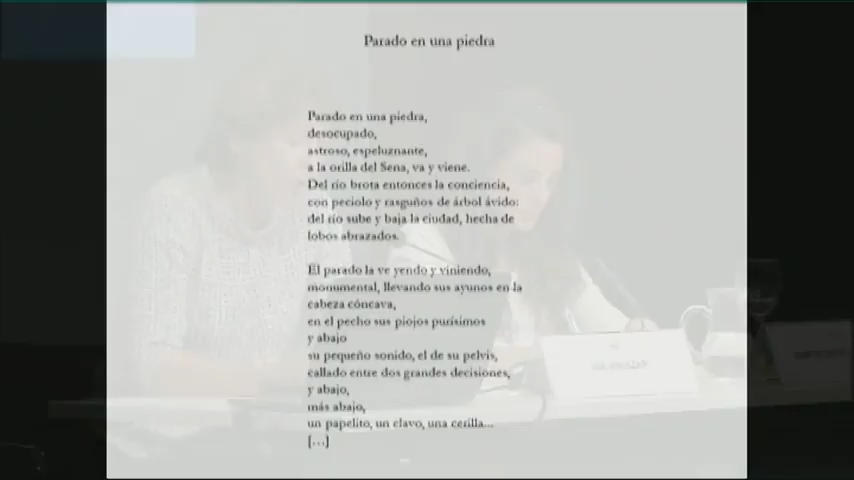 Parado en una piedra
Parado en una piedra,
desocupado,
astroso, espeluznante,
a la orilla del Sena, va y viene.
Del río brota entonces la conciencia,
con peciolo y rasguños de árbol ávido:
del río sube y baja la ciudad, hecha de
lobos abrazados.
El parado la ve yendo y viniendo,
monumental, llevando sus ayunos en la
cabeza cóncava,
en el pecho sus piojos purísimos
y abajo
su pequeño sonido, el de su pelvis,
callado entre dos grandes decisiones,
y abajo,
más abajo,
un papelito, un clavo, una cerilla...
[...]